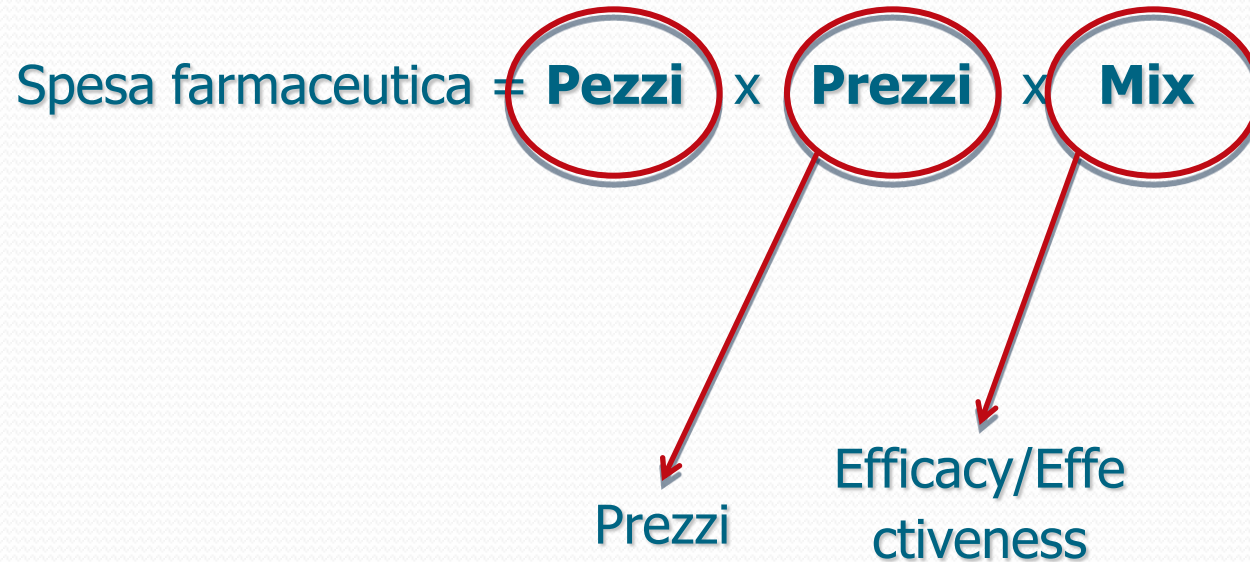 Spesa farmaceutica = Pezzi x Prezzi x Mix
Efficacy/Effe
ctiveness
Prezzi